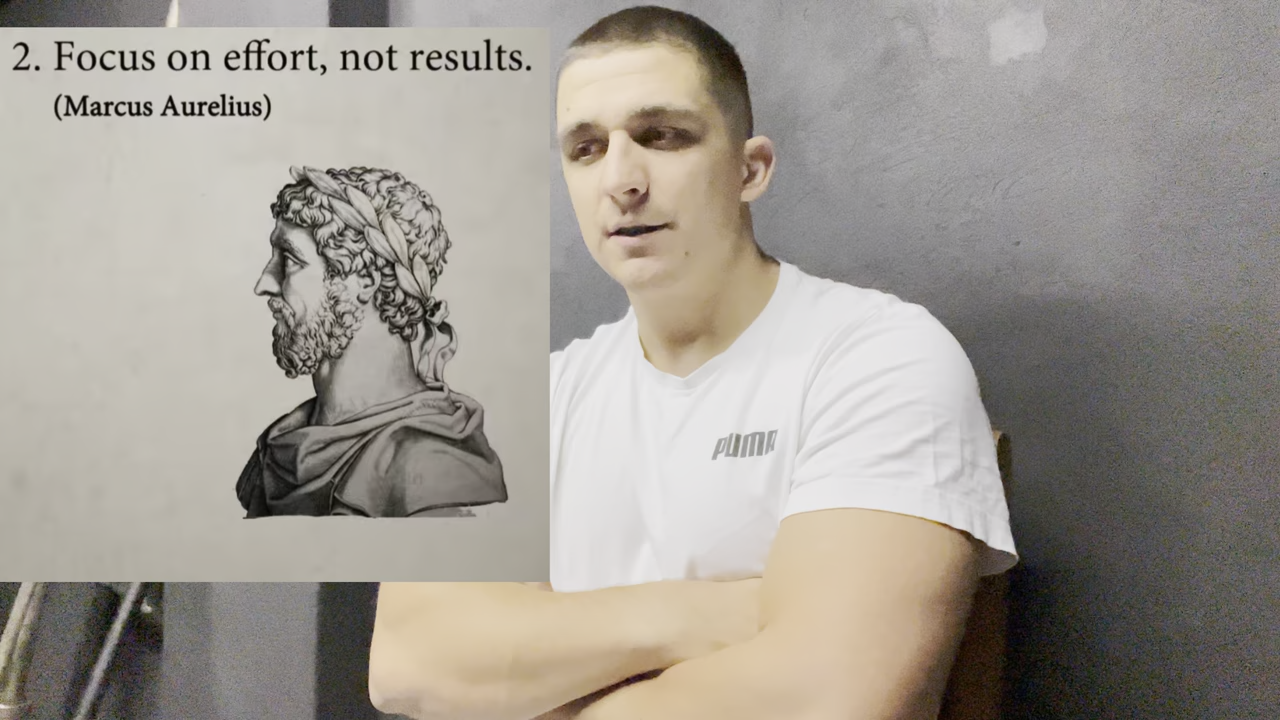 2. Focus on effort, not results.
(Marcus Aurelius)
PUMA